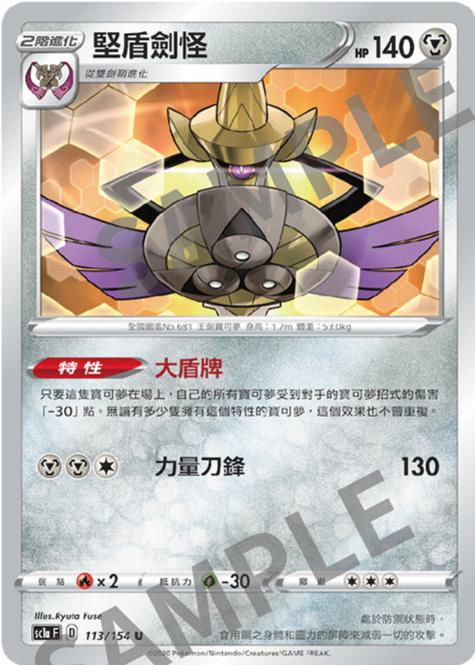 2階進化 堅盾劍怪 HP 140
從雙劍鞘進化
全國圖鑑No.681 王劍寶可夢 身高：1.7m 體重：53.0kg
特性 大盾牌
只要這隻寶可夢在場上，自己的所有寶可夢受到對手的寶可夢招式的傷害
「-30」點。無論有多少隻擁有這個特性的寶可夢，這個效果也不會重複。
力量刀鋒 130
弱點 ×2 抵抗力 -30 撤退
Illus.Ryuta Fuse
sc1a F D 113/154 U
處於防禦狀態時，
會用鋼之身體和靈力的屏障來減弱一切的攻擊。
©2020 Pokémon/Nintendo/Creatures/GAME FREAK.
SAMPLE
SAMPLE